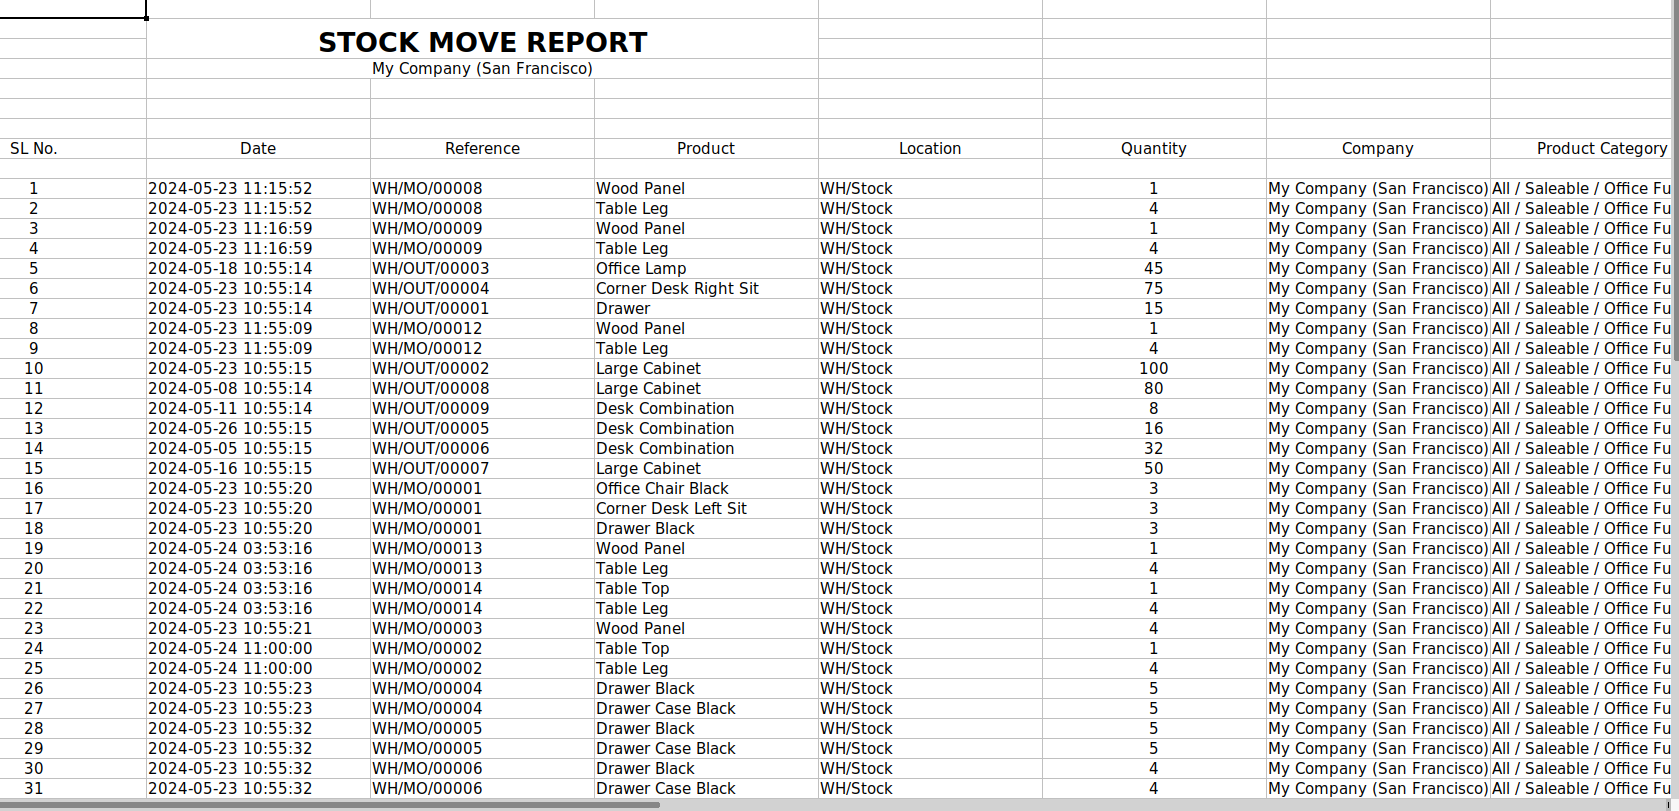 STOCK MOVE REPORT
My Company (San Francisco)
SL No. Date Reference Product Location Quantity Company Product Category
1 2024-05-23 11:15:52 WH/MO/00008 Wood Panel WH/Stock 1 My Company (San Francisco) All / Saleable / Office Fu
2 2024-05-23 11:15:52 WH/MO/00008 Table Leg WH/Stock 4 My Company (San Francisco) All / Saleable / Office Fu
3 2024-05-23 11:16:59 WH/MO/00009 Wood Panel WH/Stock 1 My Company (San Francisco) All / Saleable / Office Fu
4 2024-05-23 11:16:59 WH/MO/00009 Table Leg WH/Stock 4 My Company (San Francisco) All / Saleable / Office Fu
5 2024-05-18 10:55:14 WH/OUT/00003 Office Lamp WH/Stock 45 My Company (San Francisco) All / Saleable / Office Fu
6 2024-05-23 10:55:14 WH/OUT/00004 Corner Desk Right Sit WH/Stock 75 My Company (San Francisco) All / Saleable / Office Fu
7 2024-05-23 10:55:14 WH/OUT/00001 Drawer WH/Stock 15 My Company (San Francisco) All / Saleable / Office Fu
8 2024-05-23 11:55:09 WH/MO/00012 Wood Panel WH/Stock 1 My Company (San Francisco) All / Saleable / Office Fu
9 2024-05-23 11:55:09 WH/MO/00012 Table Leg WH/Stock 4 My Company (San Francisco) All / Saleable / Office Fu
10 2024-05-23 10:55:15 WH/OUT/00002 Large Cabinet WH/Stock 100 My Company (San Francisco) All / Saleable / Office Fu
11 2024-05-08 10:55:14 WH/OUT/00008 Large Cabinet WH/Stock 80 My Company (San Francisco) All / Saleable / Office Fu
12 2024-05-11 10:55:14 WH/OUT/00009 Desk Combination WH/Stock 8 My Company (San Francisco) All / Saleable / Office Fu
13 2024-05-26 10:55:15 WH/OUT/00005 Desk Combination WH/Stock 16 My Company (San Francisco) All / Saleable / Office Fu
14 2024-05-05 10:55:15 WH/OUT/00006 Desk Combination WH/Stock 32 My Company (San Francisco) All / Saleable / Office Fu
15 2024-05-16 10:55:15 WH/OUT/00007 Large Cabinet WH/Stock 50 My Company (San Francisco) All / Saleable / Office Fu
16 2024-05-23 10:55:20 WH/MO/00001 Office Chair Black WH/Stock 3 My Company (San Francisco) All / Saleable / Office Fu
17 2024-05-23 10:55:20 WH/MO/00001 Corner Desk Left Sit WH/Stock 3 My Company (San Francisco) All / Saleable / Office Fu
18 2024-05-23 10:55:20 WH/MO/00001 Drawer Black WH/Stock 3 My Company (San Francisco) All / Saleable / Office Fu
19 2024-05-24 03:53:16 WH/MO/00013 Wood Panel WH/Stock 1 My Company (San Francisco) All / Saleable / Office Fu
20 2024-05-24 03:53:16 WH/MO/00013 Table Leg WH/Stock 4 My Company (San Francisco) All / Saleable / Office Fu
21 2024-05-24 03:53:16 WH/MO/00014 Table Top WH/Stock 1 My Company (San Francisco) All / Saleable / Office Fu
22 2024-05-24 03:53:16 WH/MO/00014 Table Leg WH/Stock 4 My Company (San Francisco) All / Saleable / Office Fu
23 2024-05-23 10:55:21 WH/MO/00003 Wood Panel WH/Stock 4 My Company (San Francisco) All / Saleable / Office Fu
24 2024-05-24 11:00:00 WH/MO/00002 Table Top WH/Stock 1 My Company (San Francisco) All / Saleable / Office Fu
25 2024-05-24 11:00:00 WH/MO/00002 Table Leg WH/Stock 4 My Company (San Francisco) All / Saleable / Office Fu
26 2024-05-23 10:55:23 WH/MO/00004 Drawer Black WH/Stock 5 My Company (San Francisco) All / Saleable / Office Fu
27 2024-05-23 10:55:23 WH/MO/00004 Drawer Case Black WH/Stock 5 My Company (San Francisco) All / Saleable / Office Fu
28 2024-05-23 10:55:32 WH/MO/00005 Drawer Black WH/Stock 5 My Company (San Francisco) All / Saleable / Office Fu
29 2024-05-23 10:55:32 WH/MO/00005 Drawer Case Black WH/Stock 5 My Company (San Francisco) All / Saleable / Office Fu
30 2024-05-23 10:55:32 WH/MO/00006 Drawer Black WH/Stock 4 My Company (San Francisco) All / Saleable / Office Fu
31 2024-05-23 10:55:32 WH/MO/00006 Drawer Case Black WH/Stock 4 My Company (San Francisco) All / Saleable / Office Fu